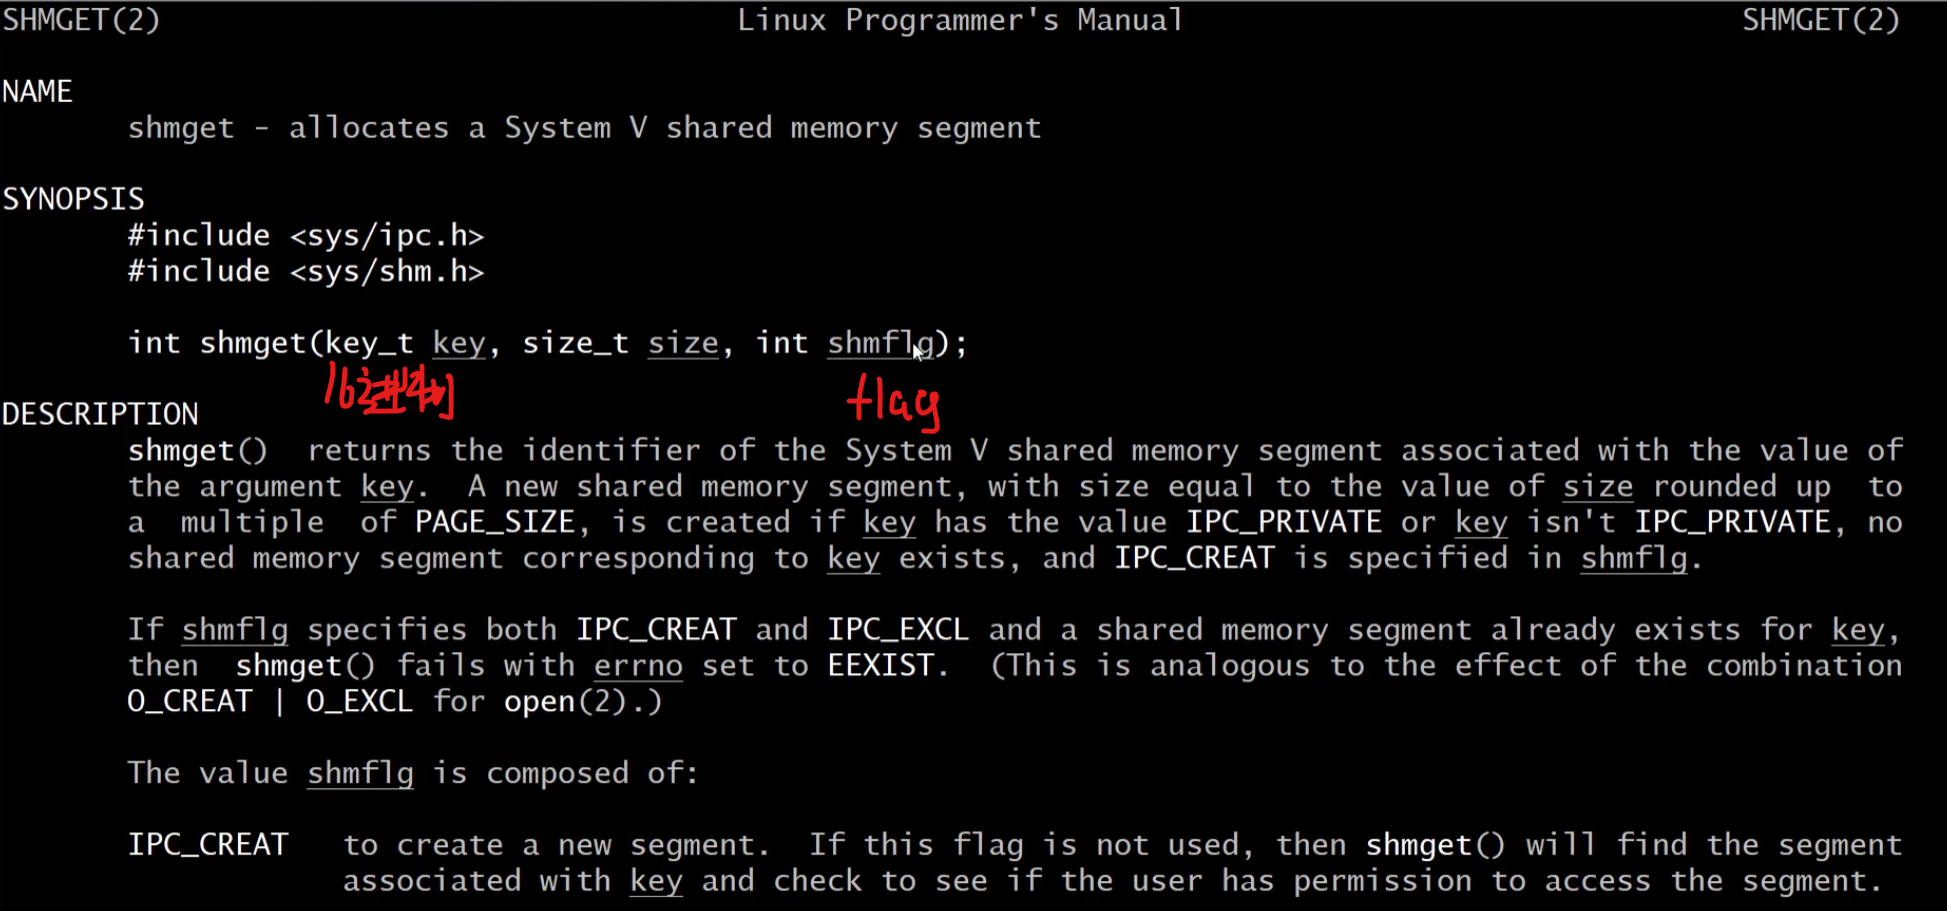 SHMGET(2) Linux Programmer's Manual SHMGET(2)
NAME
shmget - allocates a System V shared memory segment
SYNOPSIS
#include <sys/ipc.h>
#include <sys/shm.h>
int shmget(key_t key, size_t size, int shmflg);
16进制 flag
DESCRIPTION
shmget() returns the identifier of the System V shared memory segment associated with the value of
the argument key. A new shared memory segment, with size equal to the value of size rounded up to
a multiple of PAGE_SIZE, is created if key has the value IPC_PRIVATE or key isn't IPC_PRIVATE, no
shared memory segment corresponding to key exists, and IPC_CREAT is specified in shmflg.
If shmflg specifies both IPC_CREAT and IPC_EXCL and a shared memory segment already exists for key,
then shmget() fails with errno set to EEXIST. (This is analogous to the effect of the combination
O_CREAT | O_EXCL for open(2).)
The value shmflg is composed of:
IPC_CREAT to create a new segment. If this flag is not used, then shmget() will find the segment
associated with key and check to see if the user has permission to access the segment.